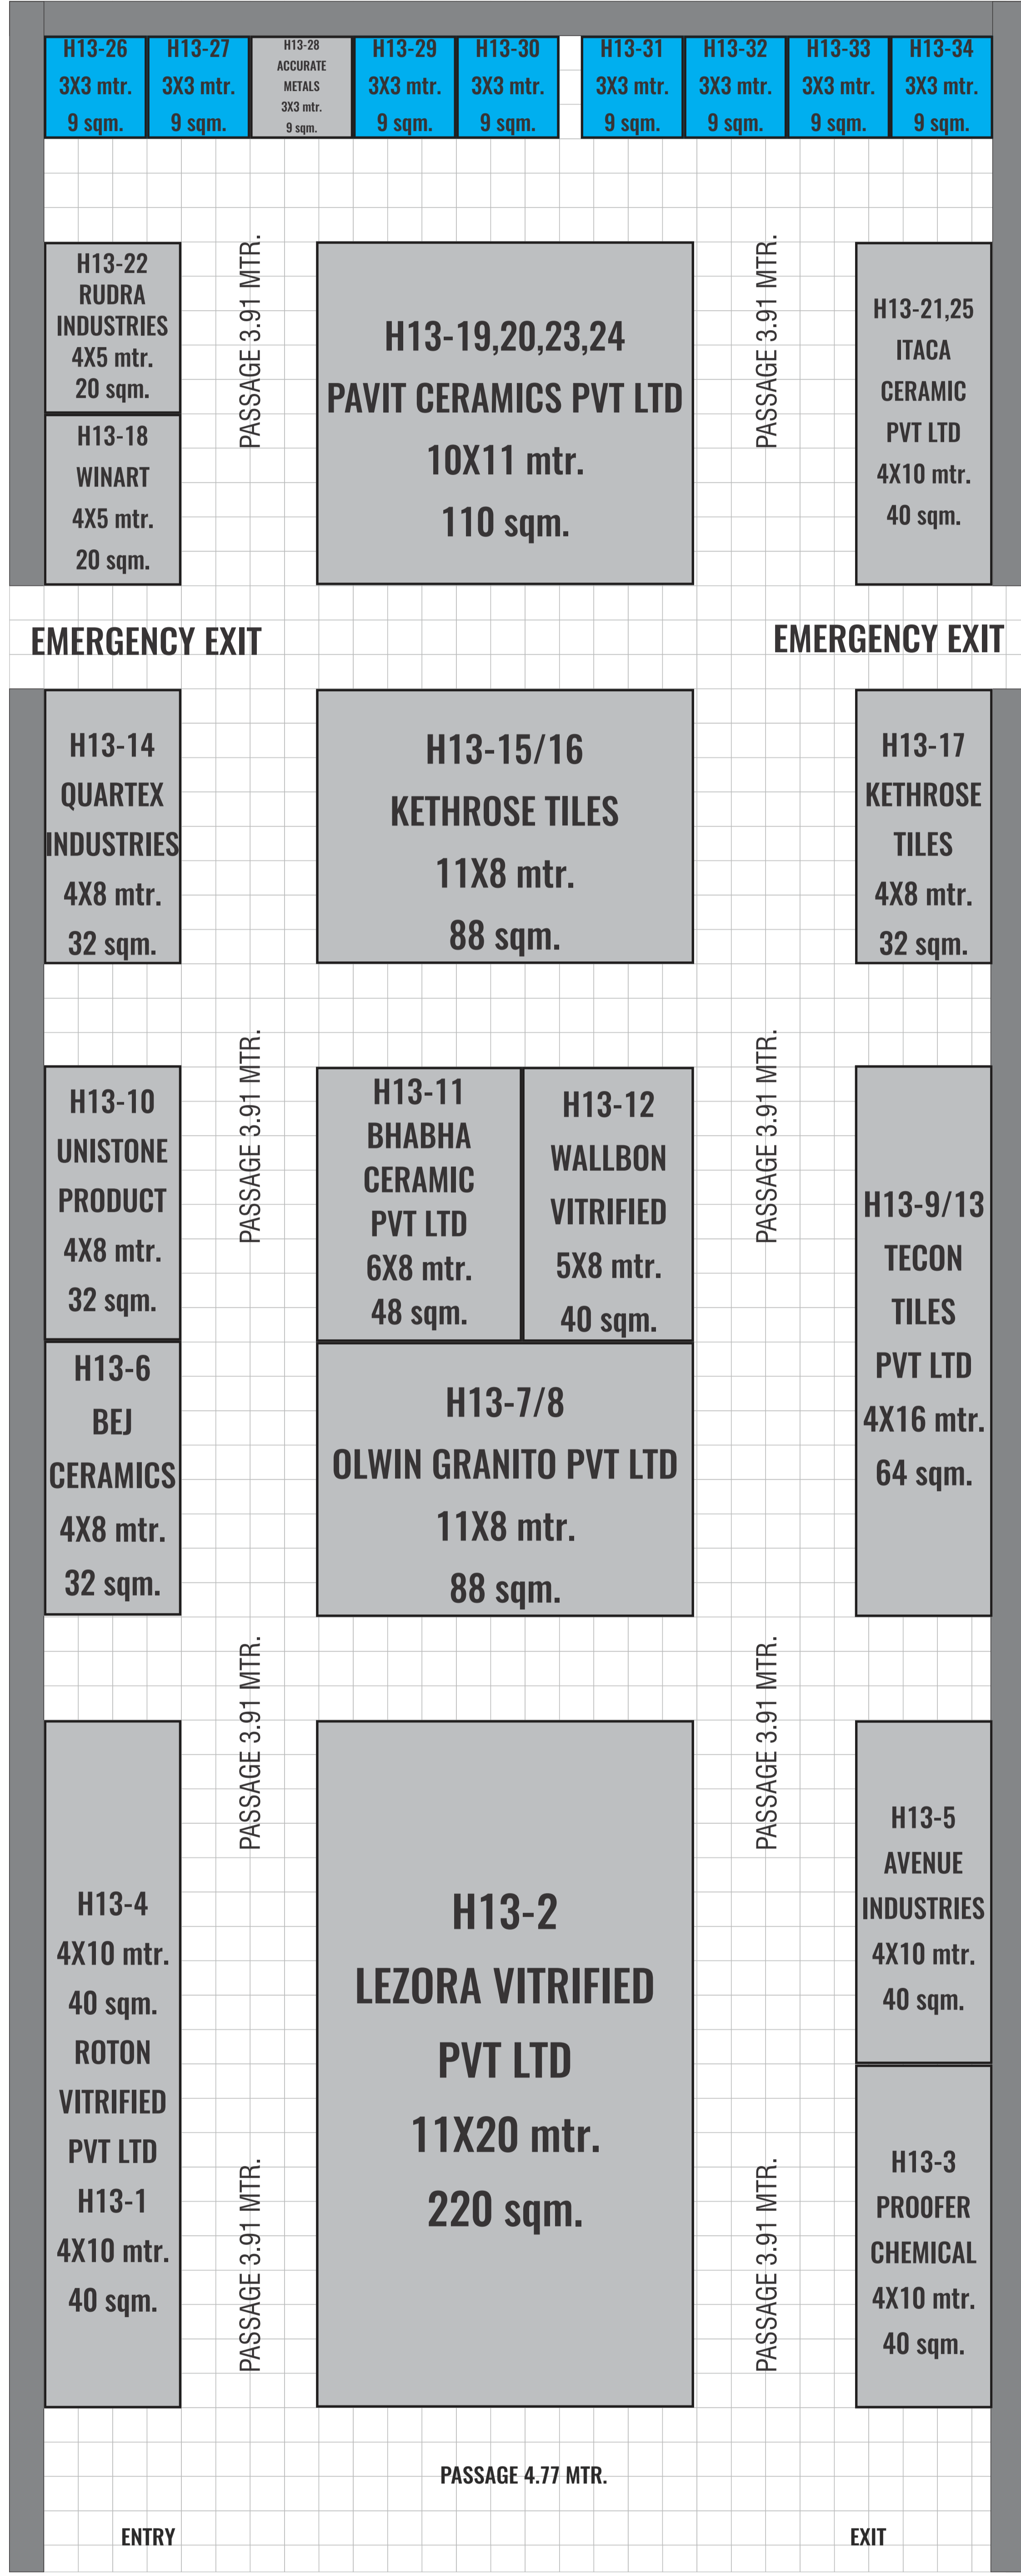 H13-26
3X3 mtr.
9 sqm.
H13-27
3X3 mtr.
9 sqm.
H13-28
ACCURATE
METALS
3X3 mtr.
9 sqm.
H13-29
3X3 mtr.
9 sqm.
H13-30
3X3 mtr.
9 sqm.
H13-31
3X3 mtr.
9 sqm.
H13-32
3X3 mtr.
9 sqm.
H13-33
3X3 mtr.
9 sqm.
H13-34
3X3 mtr.
9 sqm.
H13-22
RUDRA
INDUSTRIES
4X5 mtr.
20 sqm.
H13-18
WINART
4X5 mtr.
20 sqm.
PASSAGE 3.91 MTR.
H13-19,20,23,24
PAVIT CERAMICS PVT LTD
10X11 mtr.
110 sqm.
PASSAGE 3.91 MTR.
H13-21,25
ITACA
CERAMIC
PVT LTD
4X10 mtr.
40 sqm.
EMERGENCY EXIT
EMERGENCY EXIT
H13-14
QUARTEX
INDUSTRIES
4X8 mtr.
32 sqm.
H13-15/16
KETHROSE TILES
11X8 mtr.
88 sqm.
H13-17
KETHROSE
TILES
4X8 mtr.
32 sqm.
H13-10
UNISTONE
PRODUCT
4X8 mtr.
32 sqm.
PASSAGE 3.91 MTR.
H13-11
BHABHA
CERAMIC
PVT LTD
6X8 mtr.
48 sqm.
H13-12
WALLBON
VITRIFIED
5X8 mtr.
40 sqm.
PASSAGE 3.91 MTR.
H13-9/13
TECON
TILES
PVT LTD
4X16 mtr.
64 sqm.
H13-6
BEJ
CERAMICS
4X8 mtr.
32 sqm.
H13-7/8
OLWIN GRANITO PVT LTD
11X8 mtr.
88 sqm.
PASSAGE 3.91 MTR.
PASSAGE 3.91 MTR.
H13-4
4X10 mtr.
40 sqm.
ROTON
VITRIFIED
PVT LTD
H13-1
4X10 mtr.
40 sqm.
H13-2
LEZORA VITRIFIED
PVT LTD
11X20 mtr.
220 sqm.
H13-5
AVENUE
INDUSTRIES
4X10 mtr.
40 sqm.
H13-3
PROOFER
CHEMICAL
4X10 mtr.
40 sqm.
PASSAGE 3.91 MTR.
PASSAGE 3.91 MTR.
PASSAGE 4.77 MTR.
ENTRY
EXIT